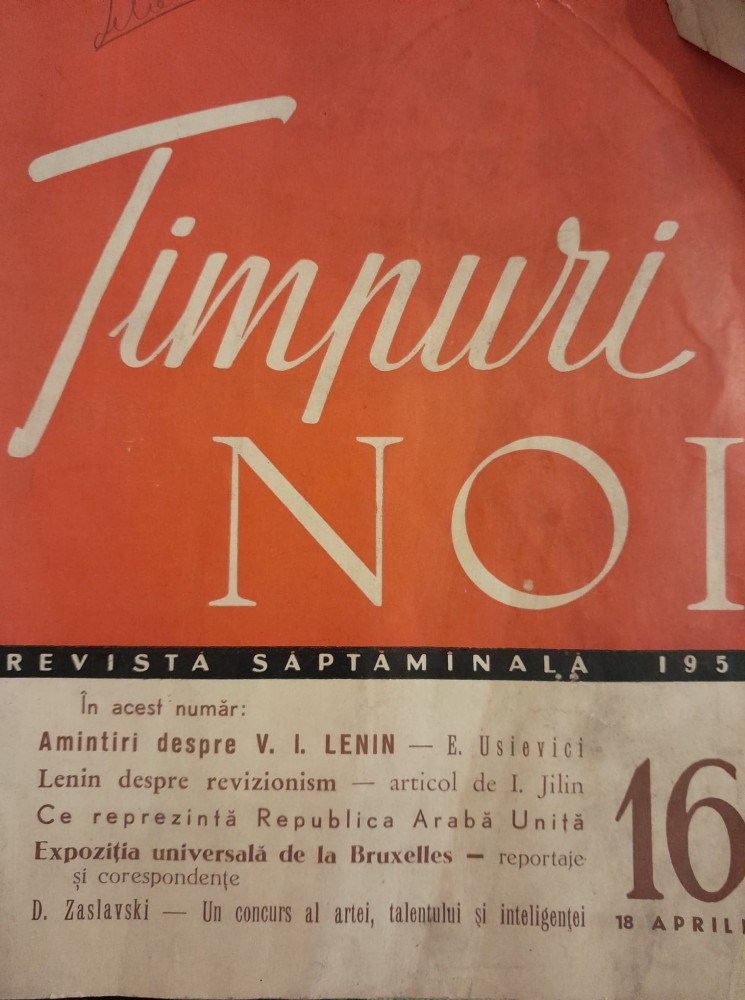 Timpuri
NOI
REVISTĂ SĂPTĂMÎNALĂ 195
În acest număr:
Amintiri despre V. I. LENIN — E. Usievici
Lenin despre revizionism — articol de I. Jilin
Ce reprezintă Republica Arabă Unită
Expoziția universală de la Bruxelles — reportaje
și corespondențe
D. Zaslavski — Un concurs al artei, talentului și inteligenței
16
18 APRILI